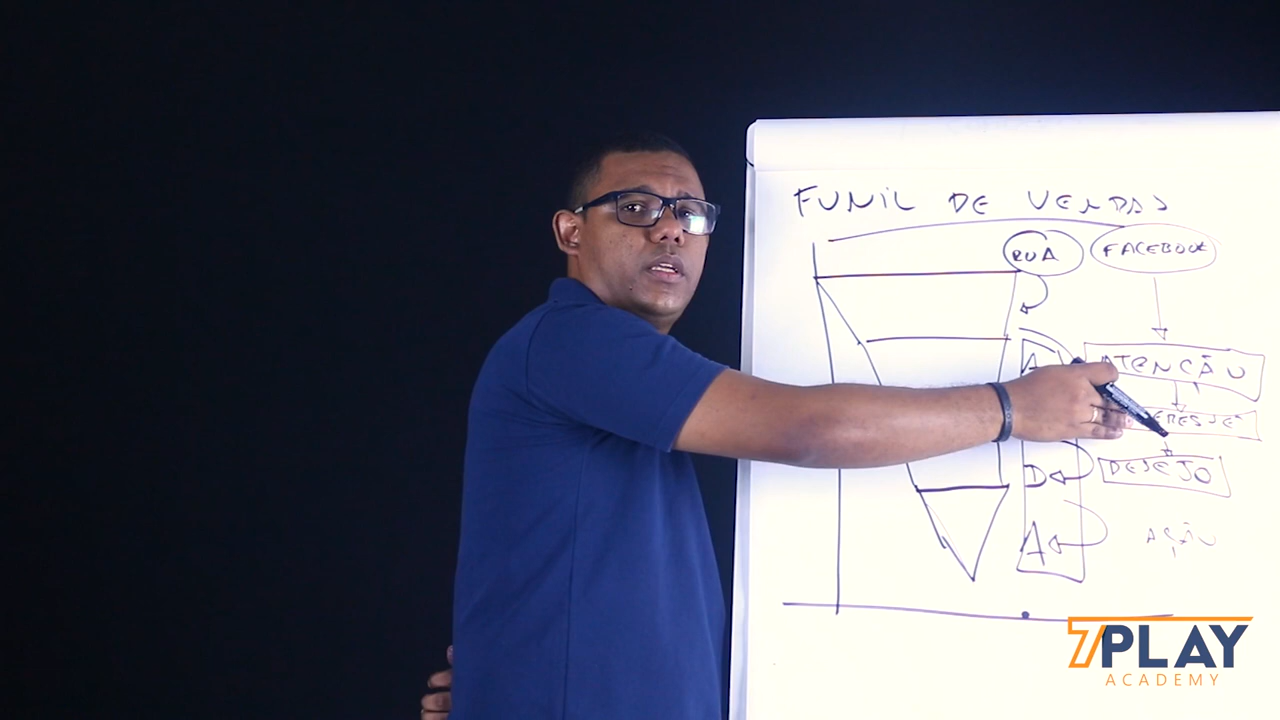 FUNIL DE VENDAS
RUA
FACEBOOK
A
ATENÇÃO
D
DESEJO
A
AÇÃO
7PLAY
ACADEMY